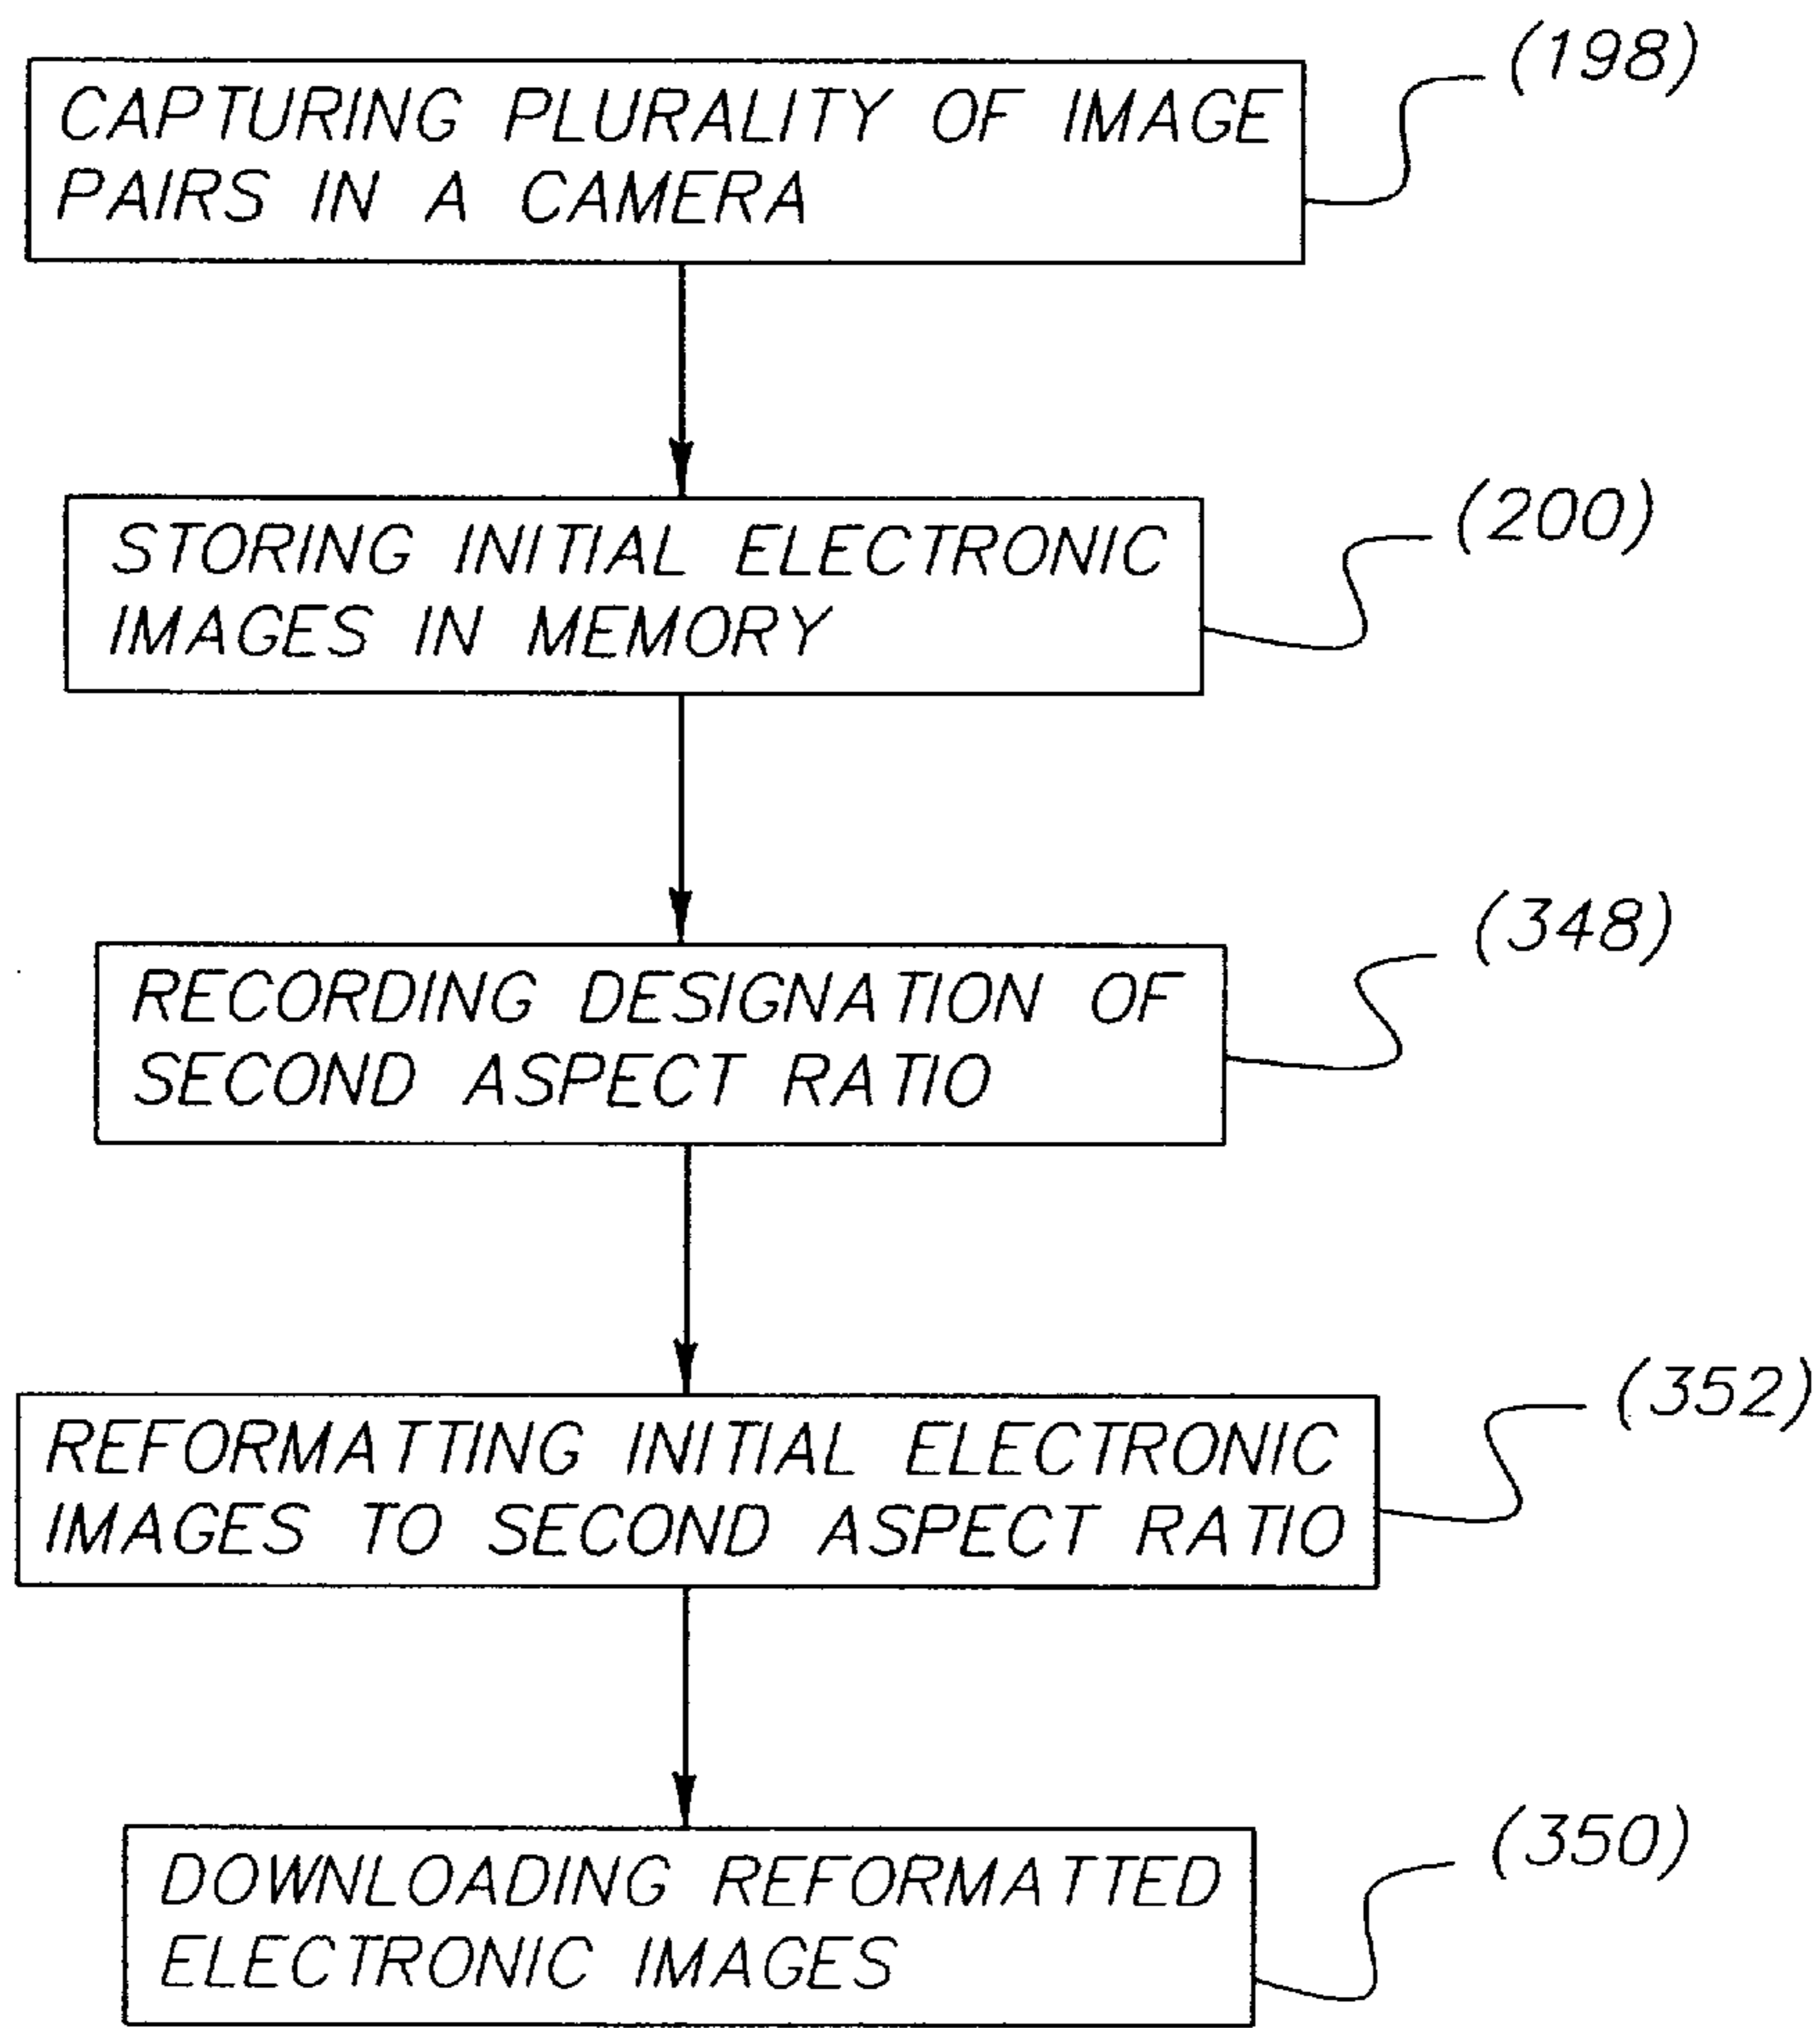 (198)
CAPTURING PLURALITY OF IMAGE
PAIRS IN A CAMERA
(200)
STORING INITIAL ELECTRONIC
IMAGES IN MEMORY
(348)
RECORDING DESIGNATION OF
SECOND ASPECT RATIO
(352)
REFORMATTING INITIAL ELECTRONIC
IMAGES TO SECOND ASPECT RATIO
(350)
DOWNLOADING REFORMATTED
ELECTRONIC IMAGES